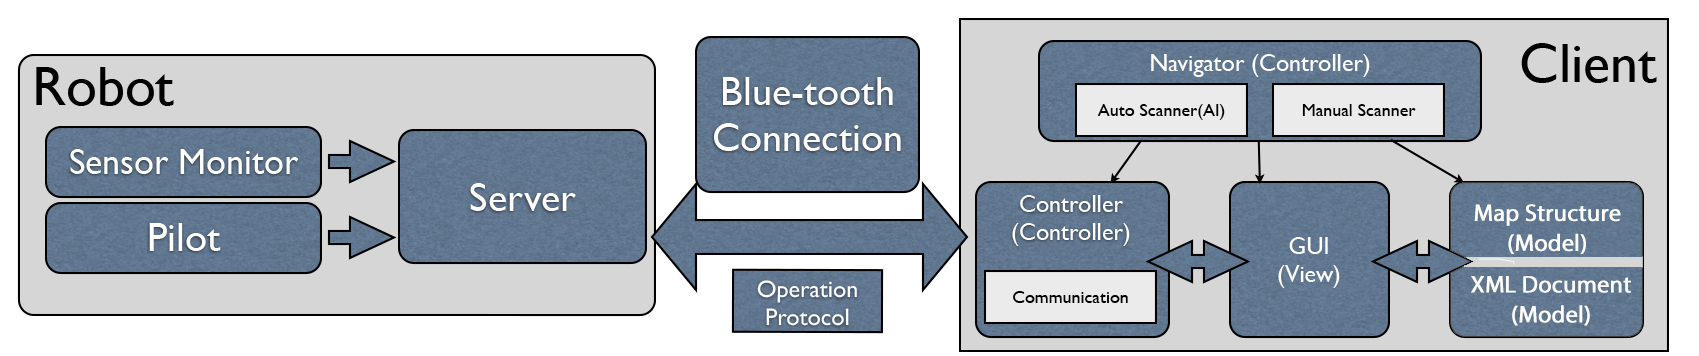 Robot
Sensor Monitor
Pilot
Server
Blue-tooth
Connection
Operation
Protocol
Client
Navigator (Controller)
Auto Scanner(AI)
Manual Scanner
Controller
(Controller)
Communication
GUI
(View)
Map Structure
(Model)
XML Document
(Model)